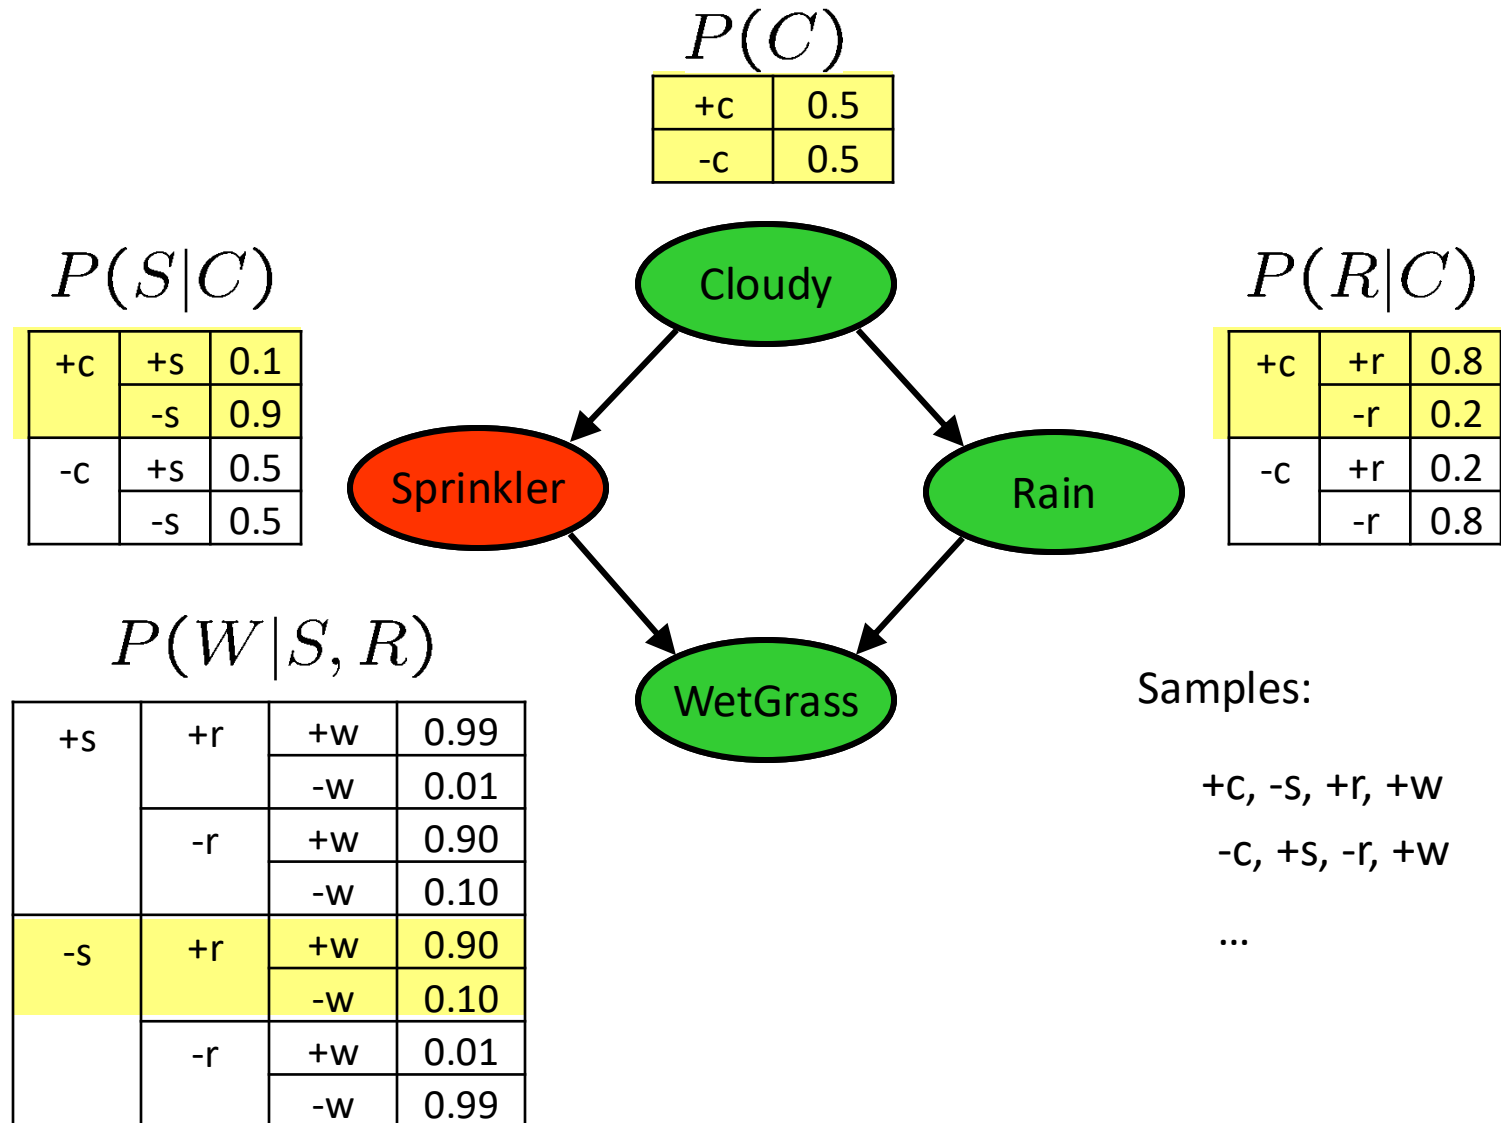 P(C)
+c 0.5
-c 0.5
Cloudy
P(S|C)
+c +s 0.1
-s 0.9
-c +s 0.5
-s 0.5
P(R|C)
+c +r 0.8
-r 0.2
-c +r 0.2
-r 0.8
Sprinkler
Rain
P(W|S, R)
+s +r +w 0.99
-w 0.01
-r +w 0.90
-w 0.10
-s +r +w 0.90
-w 0.10
-r +w 0.01
-w 0.99
WetGrass
Samples:
+c, -s, +r, +w
-c, +s, -r, +w
...